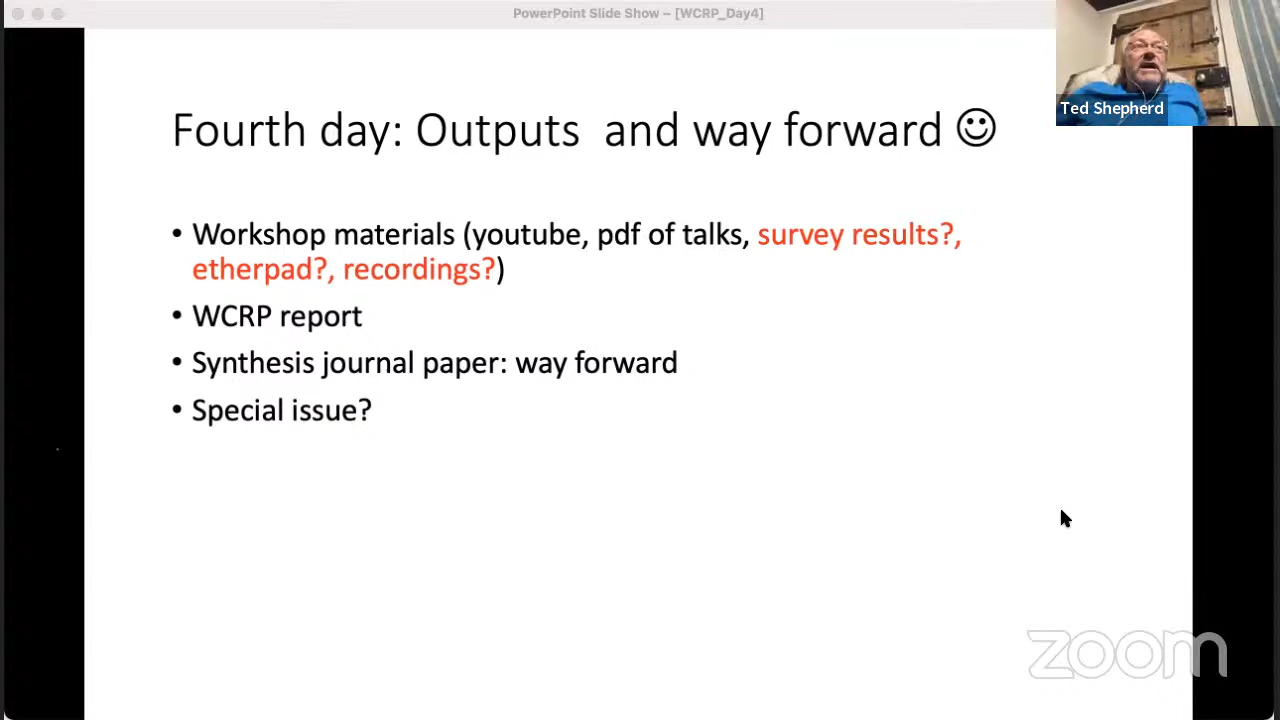 PowerPoint Slide Show – [WCRP_Day4]
Ted Shepherd
Fourth day: Outputs and way forward ☺
• Workshop materials (youtube, pdf of talks, survey results?,
etherpad?, recordings?)
• WCRP report
• Synthesis journal paper: way forward
• Special issue?
zoom